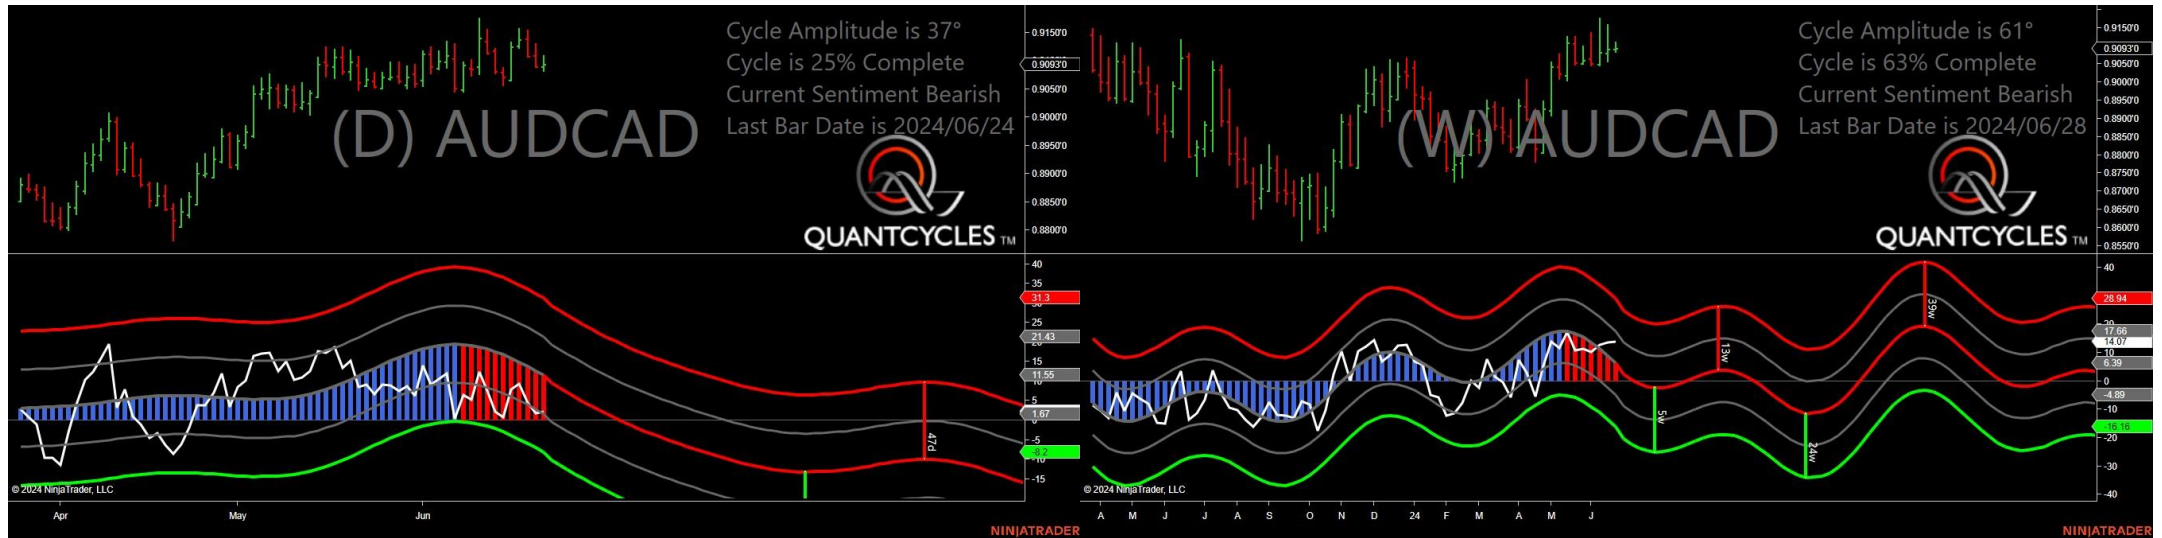 Cycle Amplitude is 37°
Cycle is 25% Complete
Current Sentiment Bearish
Last Bar Date is 2024/06/24
(D) AUDCAD
QUANTCYCLES TM
0.9150'0
0.9093'0
0.9050'0
0.9000'0
0.8950'0
0.8900'0
0.8850'0
0.8800'0
40
35
31.3
25
21.43
11.55
5
1.67
-5
-8.2
-10
-15
47d
© 2024 NinjaTrader, LLC
Apr May Jun
NINJATRADER
Cycle Amplitude is 61°
Cycle is 63% Complete
Current Sentiment Bearish
Last Bar Date is 2024/06/28
(W) AUDCAD
QUANTCYCLES TM
0.9150'0
0.9093'0
0.9050'0
0.9000'0
0.8950'0
0.8900'0
0.8850'0
0.8800'0
0.8750'0
0.8700'0
0.8650'0
0.8600'0
0.8550'0
40
28.94
17.66
14.07
10
6.39
0
-4.89
-10
-16.16
-20
-30
-40
5w
13w
24w
39w
© 2024 NinjaTrader, LLC
A M J J A S O N D 24 F M A M J
NINJATRADER